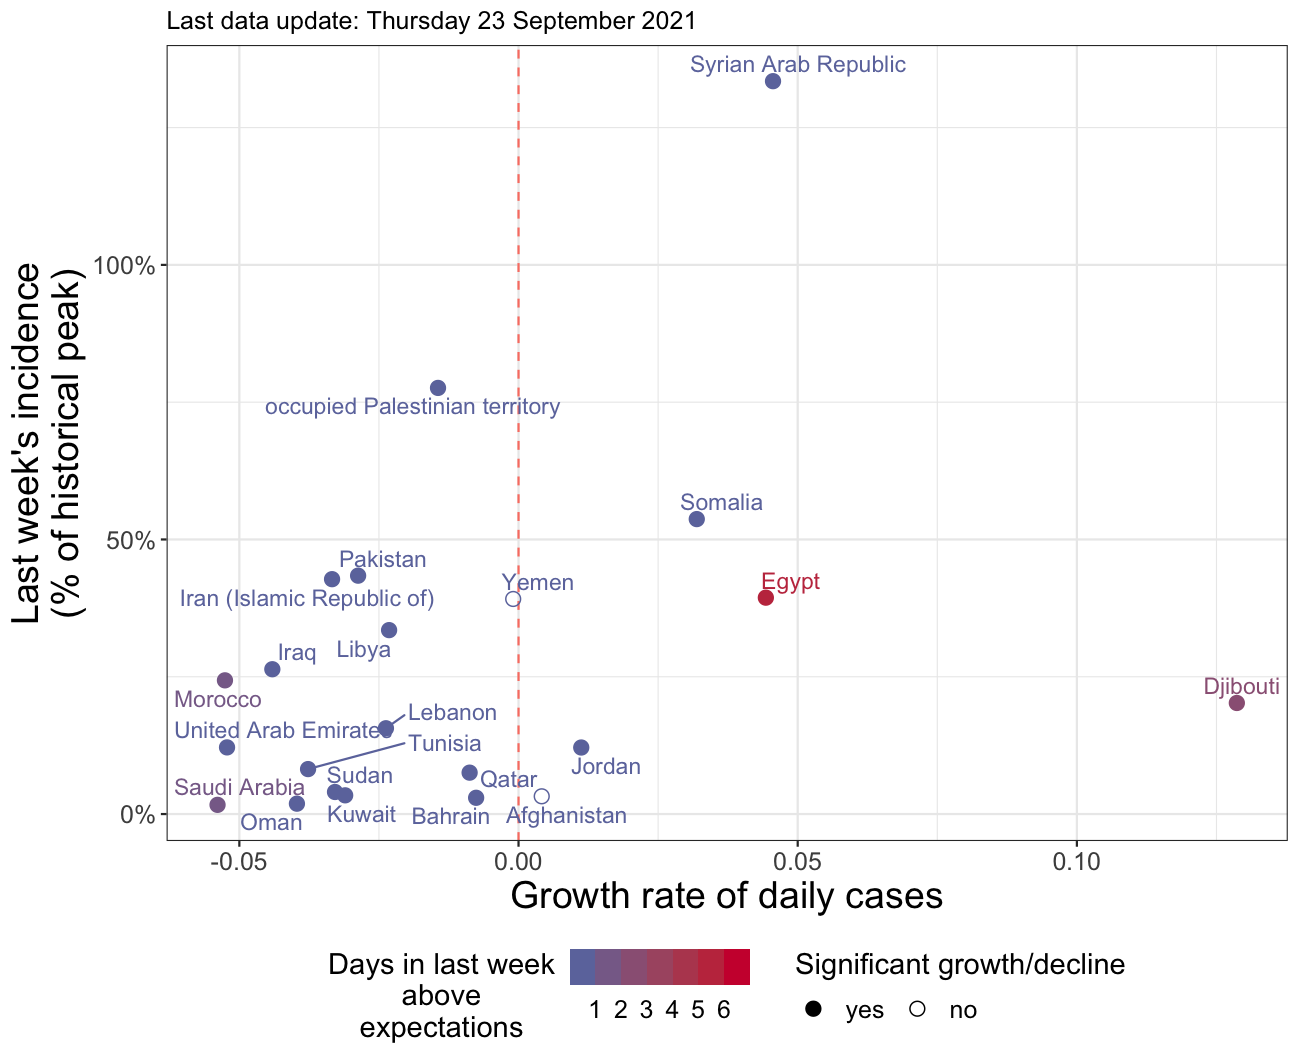 Last data update: Thursday 23 September 2021
Syrian Arab Republic
100%
occupied Palestinian territory
Somalia
50%
Pakistan
Yemen
Egypt
Iran (Islamic Republic of)
Libya
Iraq
Morocco
Djibouti
Lebanon
United Arab Emirates
Tunisia
Jordan
Sudan
Qatar
Saudi Arabia
0%
Oman
Kuwait
Bahrain
Afghanistan
Last week's incidence
(% of historical peak)
-0.05 0.00 0.05 0.10
Growth rate of daily cases
Days in last week
above
expectations
1 2 3 4 5 6
Significant growth/decline
yes no